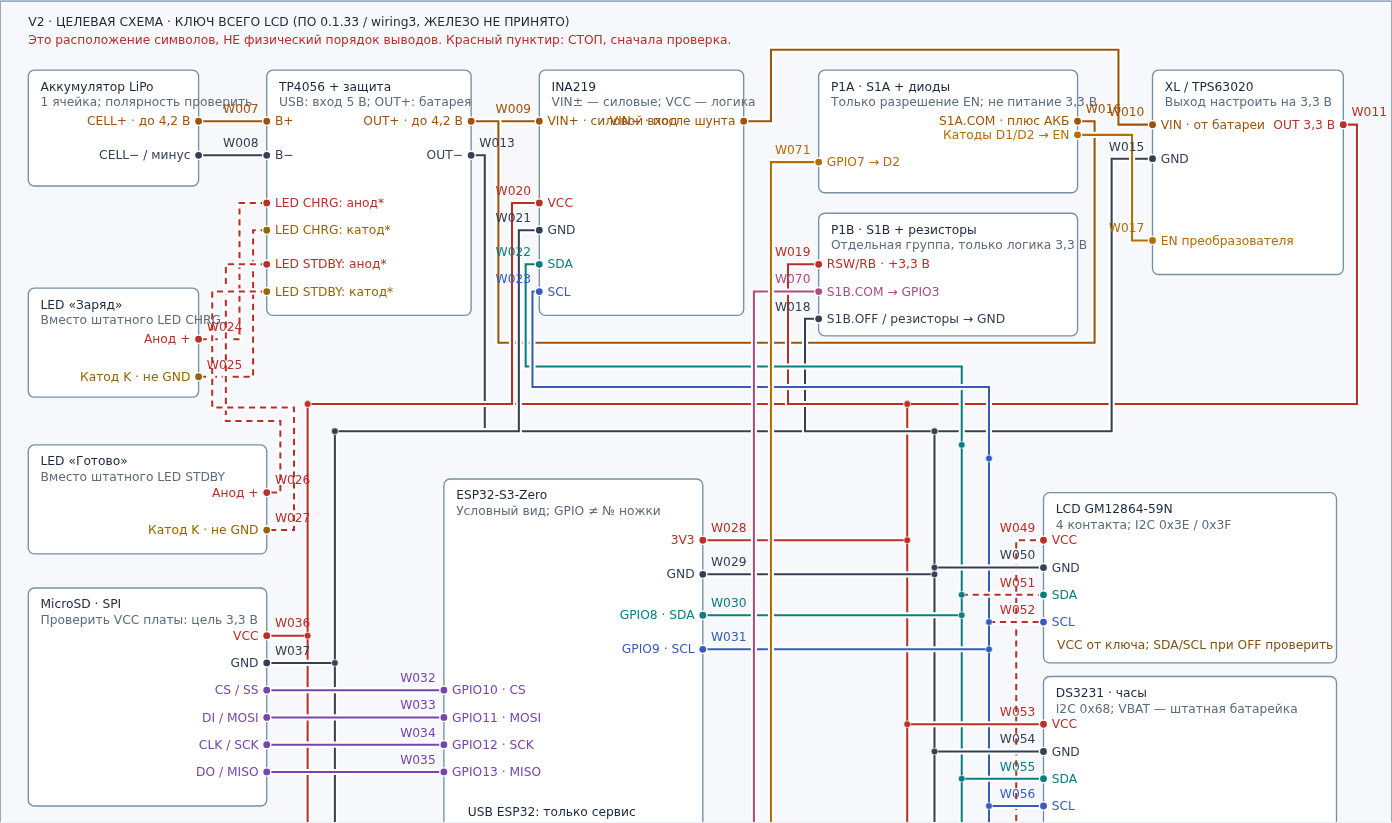 V2 · ЦЕЛЕВАЯ СХЕМА · КЛЮЧ ВСЕГО LCD (ПО 0.1.33 / wiring3, ЖЕЛЕЗО НЕ ПРИНЯТО)
Это расположение символов, НЕ физический порядок выводов. Красный пунктир: СТОП, сначала проверка.
Аккумулятор LiPo
1 ячейка; полярность проверить
CELL+ · до 4,2 В
CELL− / минус
W007
W008
TP4056 + защита
USB: вход 5 В; OUT+: батарея
B+
OUT+ · до 4,2 В
B−
OUT−
LED CHRG: анод*
LED CHRG: катод*
LED STDBY: анод*
LED STDBY: катод*
W009
W013
INA219
VIN± — силовые; VCC — логика
VIN+ · силовой вход
VIN− · после шунта
W020
VCC
W021
GND
W022
SDA
W023
SCL
P1A · S1A + диоды
Только разрешение EN; не питание 3,3 В
S1A.COM · плюс АКБ
Катоды D1/D2 → EN
W071
GPIO7 → D2
W016
W010
P1B · S1B + резисторы
Отдельная группа, только логика 3,3 В
W019
RSW/RB · +3,3 В
W070
S1B.COM → GPIO3
W018
S1B.OFF / резисторы → GND
XL / TPS63020
Выход настроить на 3,3 В
VIN · от батареи
OUT 3,3 В
W011
W015
GND
W017
EN преобразователя
LED «Заряд»
Вместо штатного LED CHRG
Анод +
W024
Катод K · не GND
W025
LED «Готово»
Вместо штатного LED STDBY
Анод +
W026
Катод K · не GND
W027
MicroSD · SPI
Проверить VCC платы: цель 3,3 В
VCC
W036
GND
W037
CS / SS
DI / MOSI
CLK / SCK
DO / MISO
W032
W033
W034
W035
ESP32-S3-Zero
Условный вид; GPIO ≠ № ножки
3V3
W028
GND
W029
GPIO8 · SDA
W030
GPIO9 · SCL
W031
GPIO10 · CS
GPIO11 · MOSI
GPIO12 · SCK
GPIO13 · MISO
USB ESP32: только сервис
LCD GM12864-59N
4 контакта; I2C 0x3E / 0x3F
W049
VCC
W050
GND
W051
SDA
W052
SCL
VCC от ключа; SDA/SCL при OFF проверить
DS3231 · часы
I2C 0x68; VBAT — штатная батарейка
W053
VCC
W054
GND
W055
SDA
W056
SCL